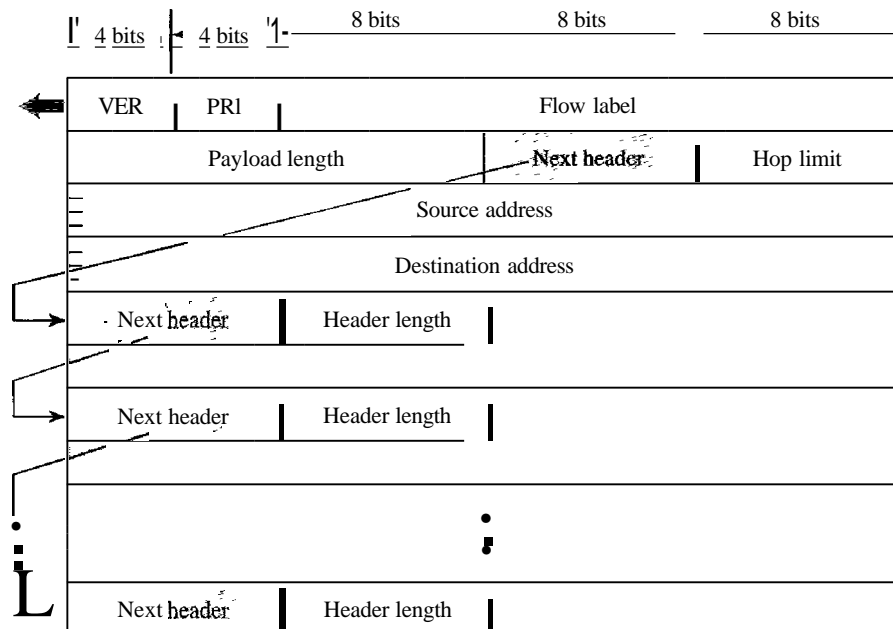 4 bits 4 bits 8 bits 8 bits 8 bits
VER PRl Flow label
Payload length Next header Hop limit
Source address
Destination address
Next header Header length
Next header Header length
Next header Header length